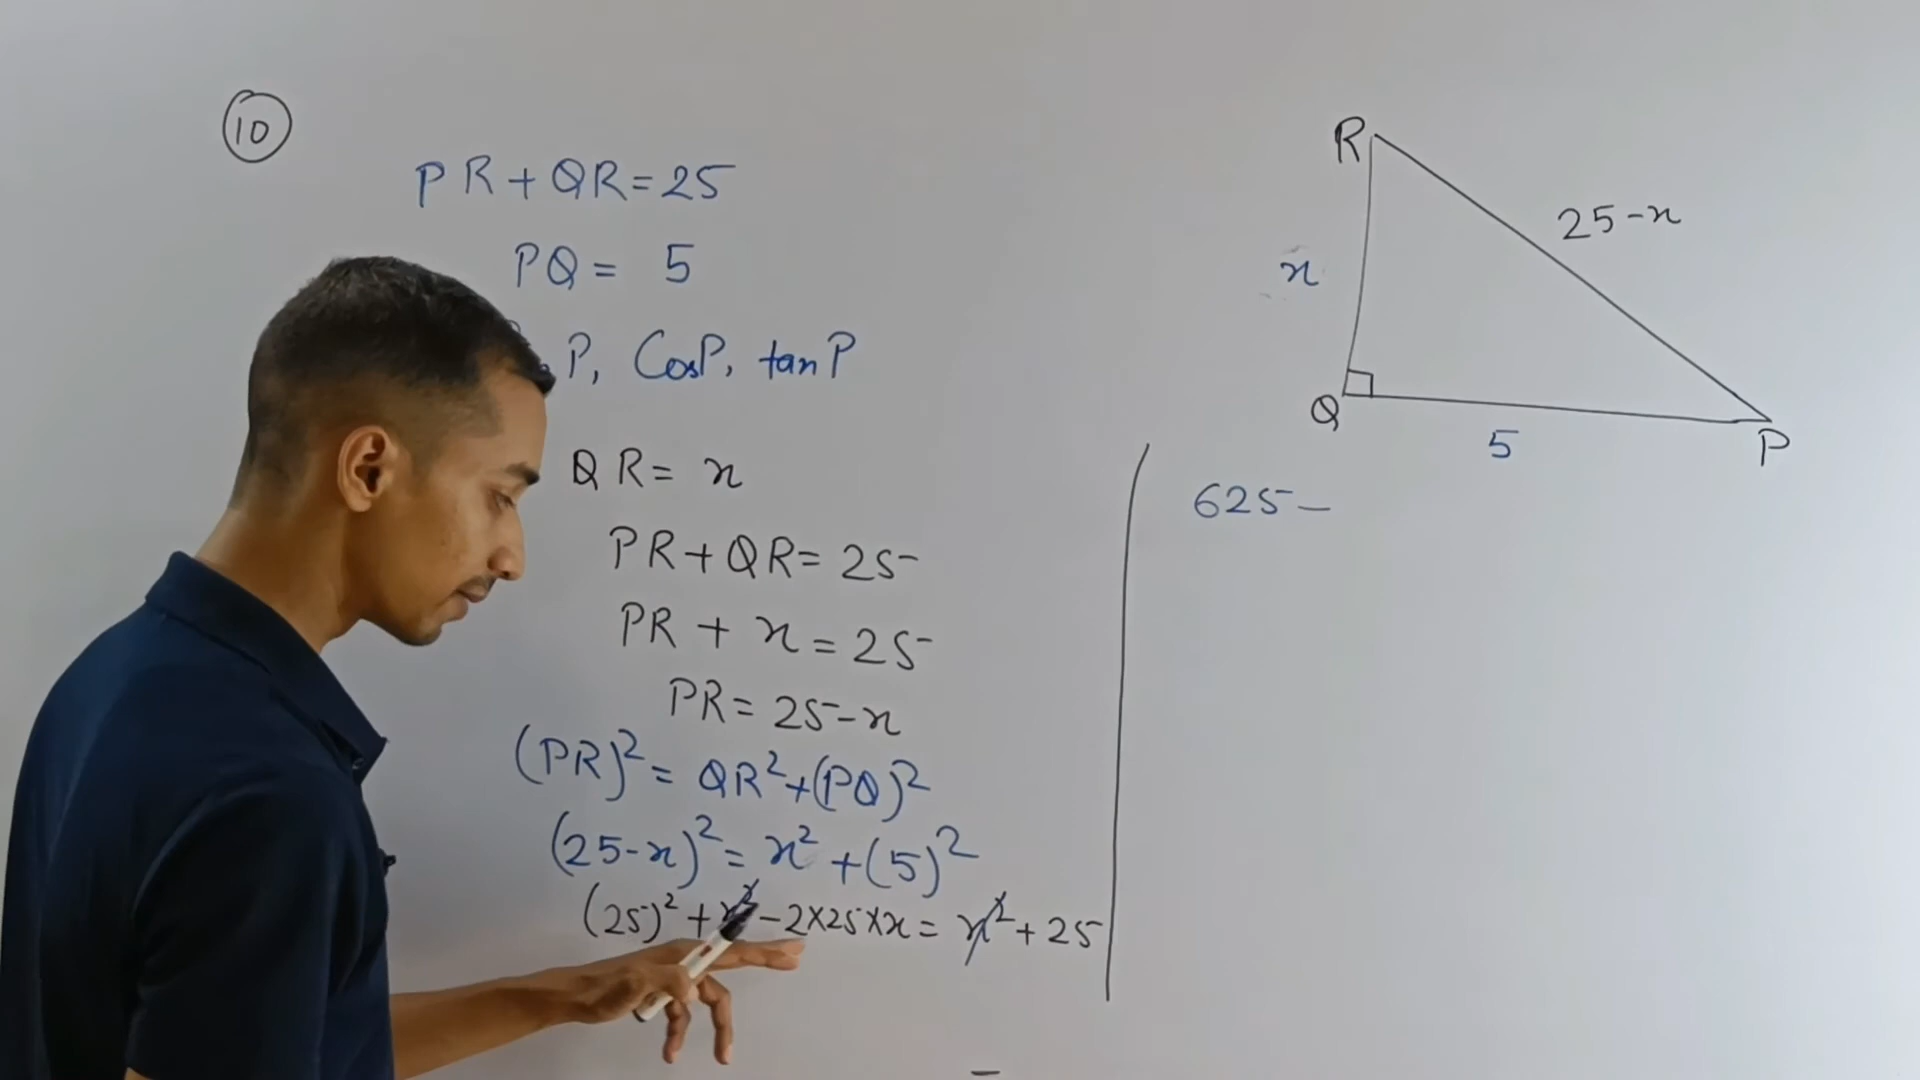 10
PR + QR = 25
PQ = 5
P, CosP, tanP
QR = x
PR + QR = 25
PR + x = 25
PR = 25 - x
(PR)² = QR² + (PQ)²
(25-x)² = x² + (5)²
(25)² + x² - 2×25×x = x² + 25
R
25-x
x
Q
5
P
625 -